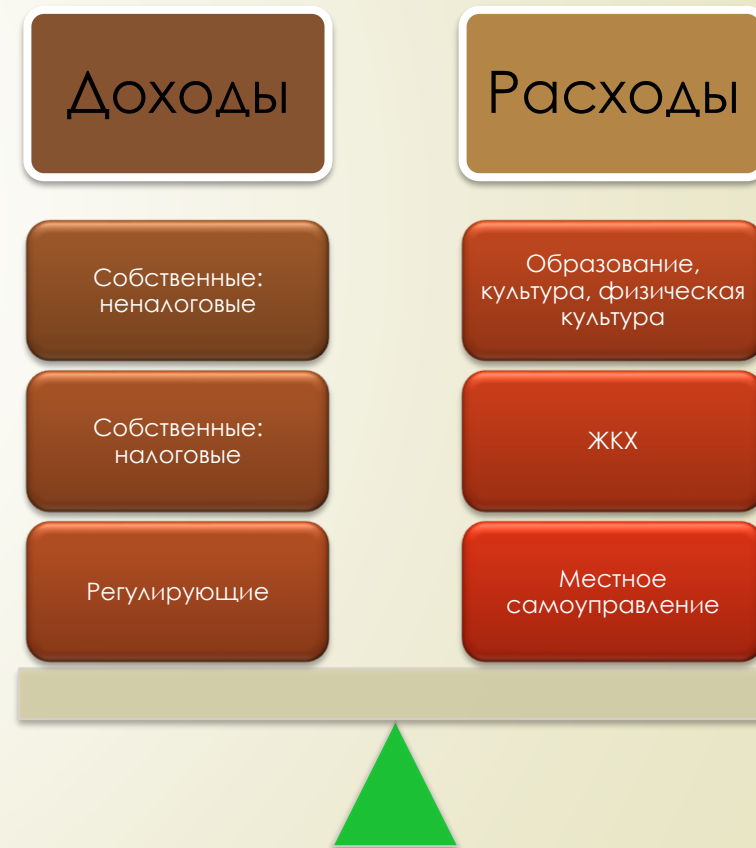 Доходы
Расходы
Собственные:
неналоговые
Образование,
культура, физическая
культура
Собственные:
налоговые
ЖКХ
Регулирующие
Местное
самоуправление